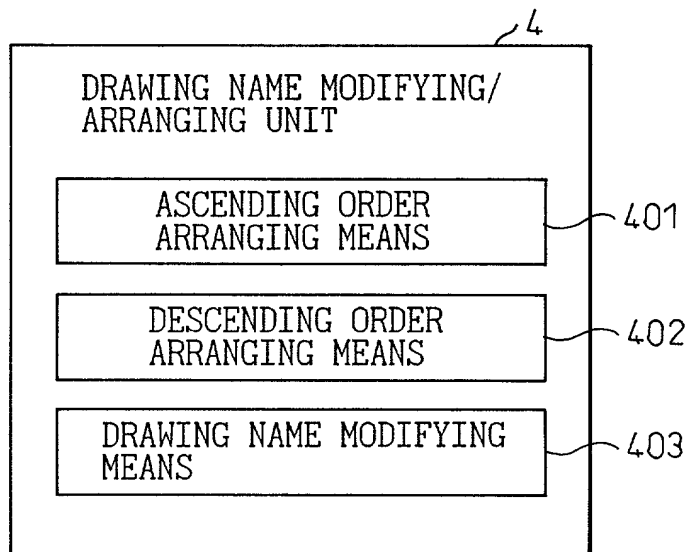 4
DRAWING NAME MODIFYING/
ARRANGING UNIT
ASCENDING ORDER
ARRANGING MEANS
401
DESCENDING ORDER
ARRANGING MEANS
402
DRAWING NAME MODIFYING
MEANS
403